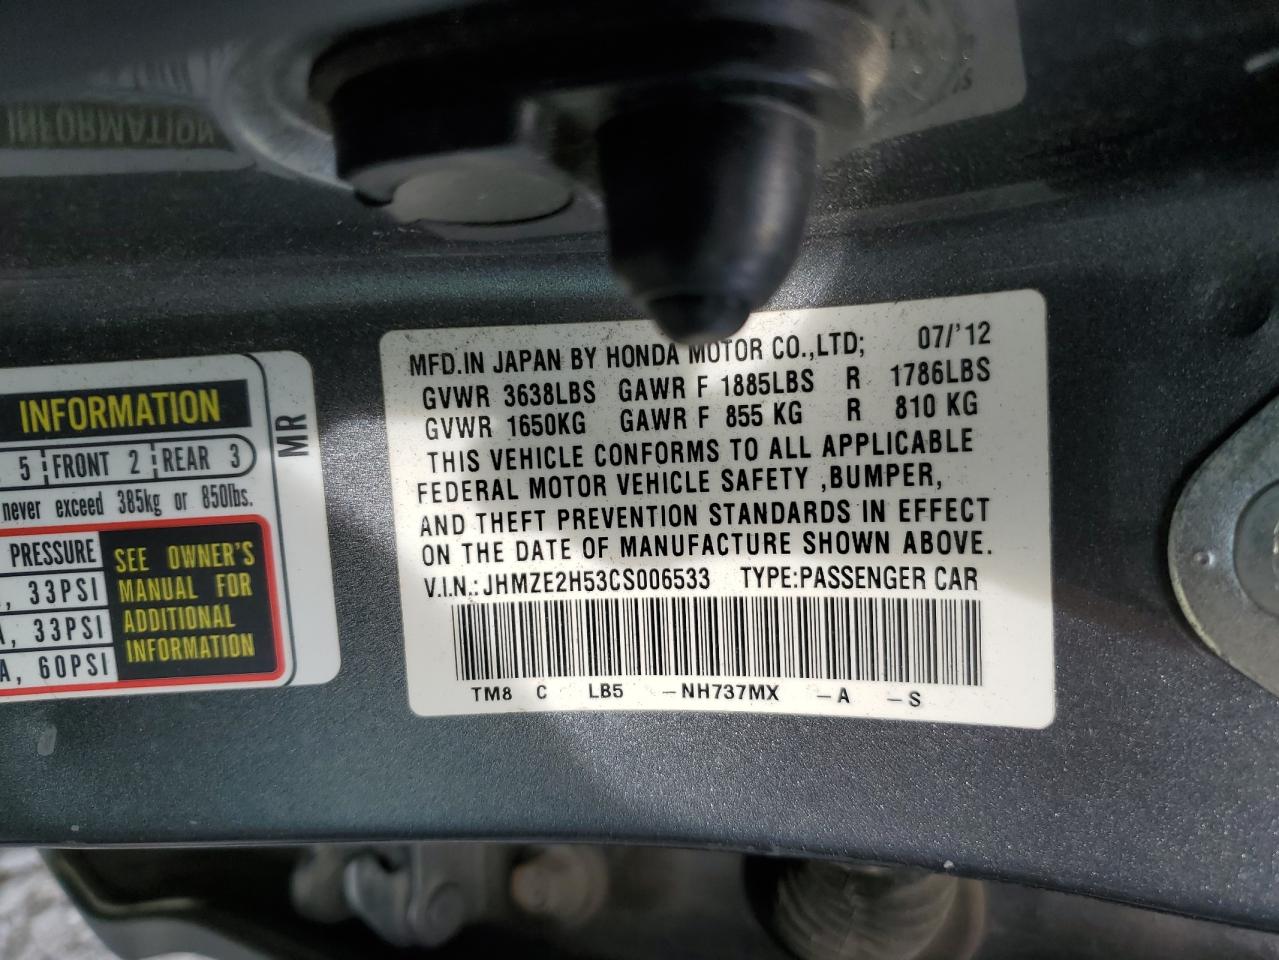 INFORMATION
MFD.IN JAPAN BY HONDA MOTOR CO.,LTD; 07/'12
GVWR 3638LBS GAWR F 1885LBS R 1786LBS
GVWR 1650KG GAWR F 855 KG R 810 KG
THIS VEHICLE CONFORMS TO ALL APPLICABLE
FEDERAL MOTOR VEHICLE SAFETY ,BUMPER,
AND THEFT PREVENTION STANDARDS IN EFFECT
ON THE DATE OF MANUFACTURE SHOWN ABOVE.
V.I.N.: JHMZE2H53CS006533 TYPE:PASSENGER CAR
TM8 C LB5 -NH737MX -A -S
INFORMATION
MR
5 FRONT 2 REAR 3
never exceed 385kg or 850lbs.
PRESSURE
, 33PSI
A, 33PSI
A, 60PSI
SEE OWNER'S
MANUAL FOR
ADDITIONAL
INFORMATION